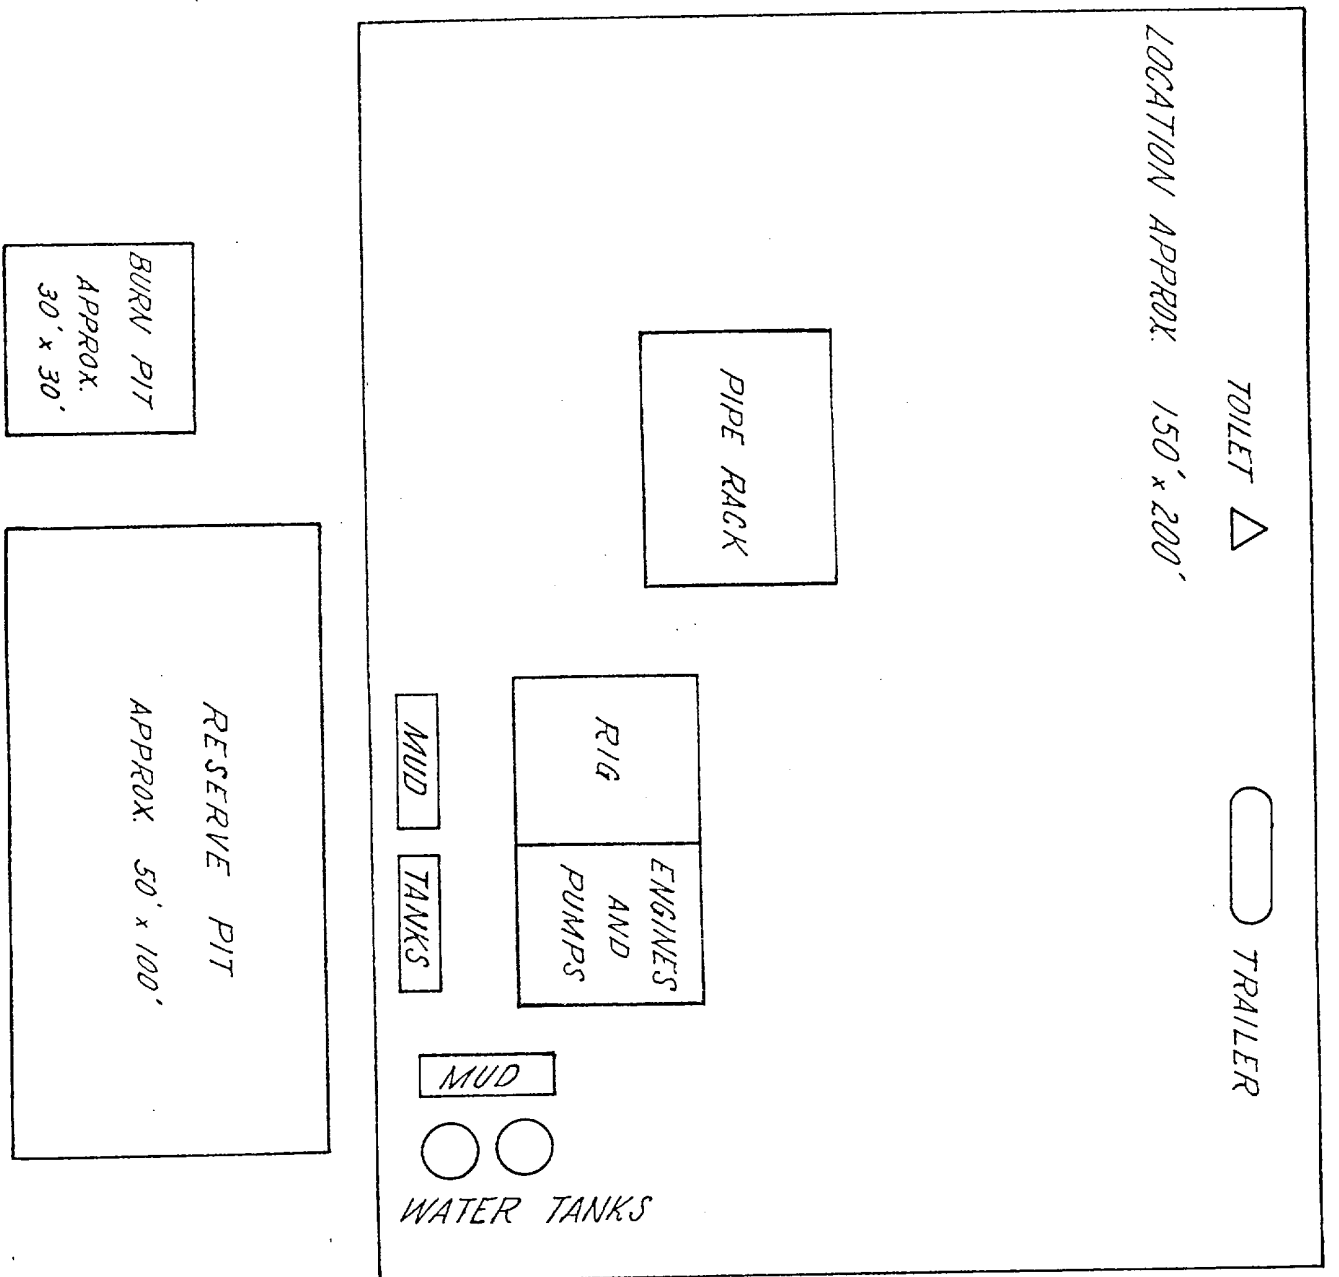 LOCATION APPROX. 150' x 200'
TOILET
TRAILER
PIPE RACK
RIG
ENGINES
AND
PUMPS
MUD
TANKS
MUD
WATER TANKS
BURN PIT
APPROX.
30' x 30'
RESERVE PIT
APPROX. 50' x 100'